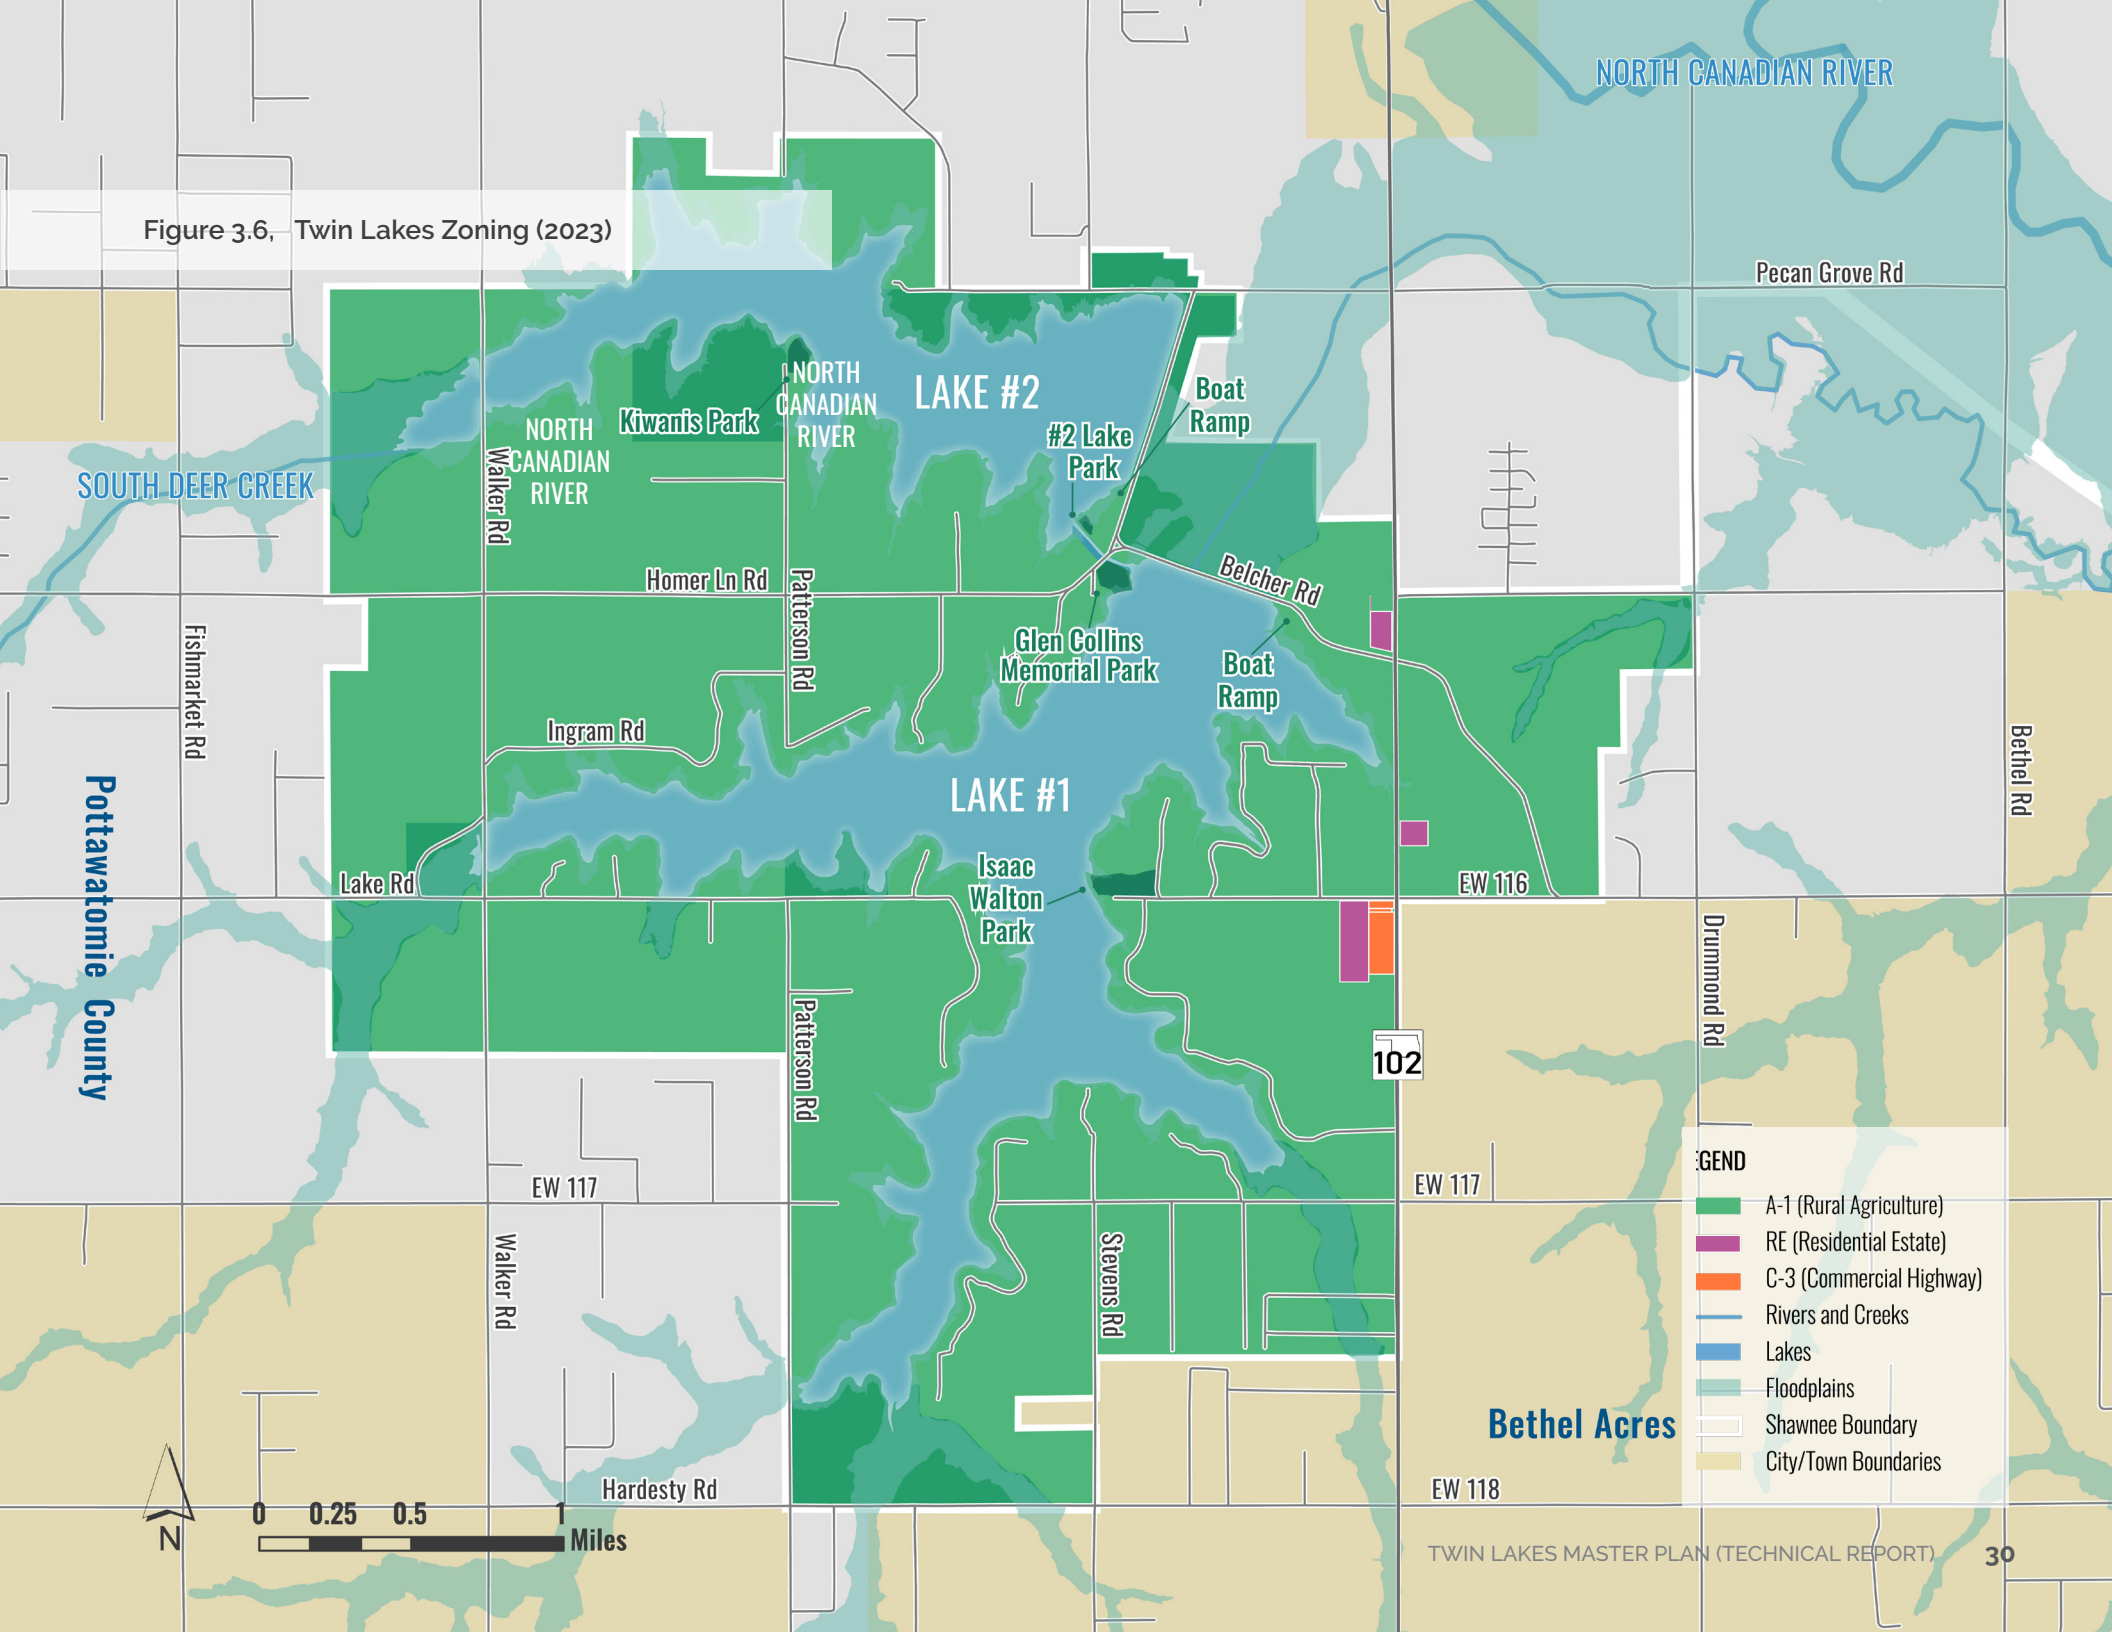 NORTH CANADIAN RIVER
Figure 3.6,   Twin Lakes Zoning (2023)
Pecan Grove Rd
NORTH
CANADIAN
RIVER
LAKE #2
Boat
Ramp
Kiwanis Park
NORTH
CANADIAN
RIVER
#2 Lake
Park
SOUTH DEER CREEK
Walker Rd
Homer Ln Rd
Patterson Rd
Belcher Rd
Fishmarket Rd
Glen Collins
Memorial Park
Boat
Ramp
Ingram Rd
Bethel Rd
LAKE #1
Pottawatomie County
Lake Rd
Isaac
Walton
Park
EW 116
Drummond Rd
Patterson Rd
102
EW 117
EW 117
Walker Rd
Stevens Rd
EGEND
A-1 (Rural Agriculture)
RE (Residential Estate)
C-3 (Commercial Highway)
Rivers and Creeks
Lakes
Floodplains
Shawnee Boundary
City/Town Boundaries
Bethel Acres
Hardesty Rd
EW 118
0 0.25 0.5 1
Miles
N
TWIN LAKES MASTER PLAN (TECHNICAL REPORT) 30